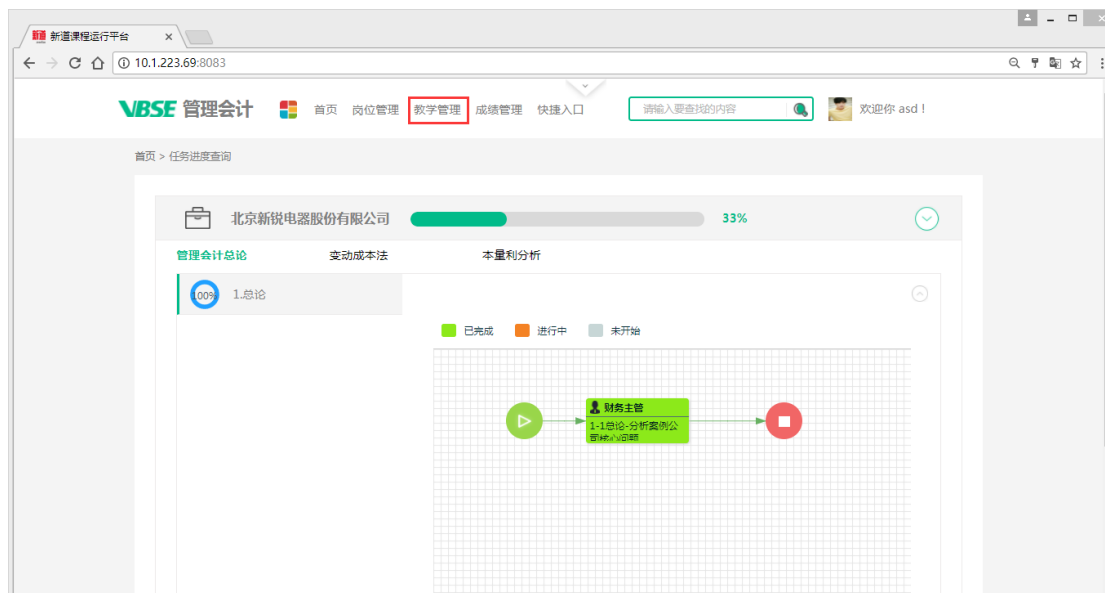 新道 新道课程运行平台
10.1.223.69:8083
VBSE 管理会计 首页 岗位管理 教学管理 成绩管理 快捷入口 请输入要查找的内容 欢迎你 asd !
首页 > 任务进度查询
北京新锐电器股份有限公司 33%
管理会计总论 变动成本法 本量利分析
100% 1.总论
已完成 进行中 未开始
财务主管
1-1总论-分析案例公
司核心问题